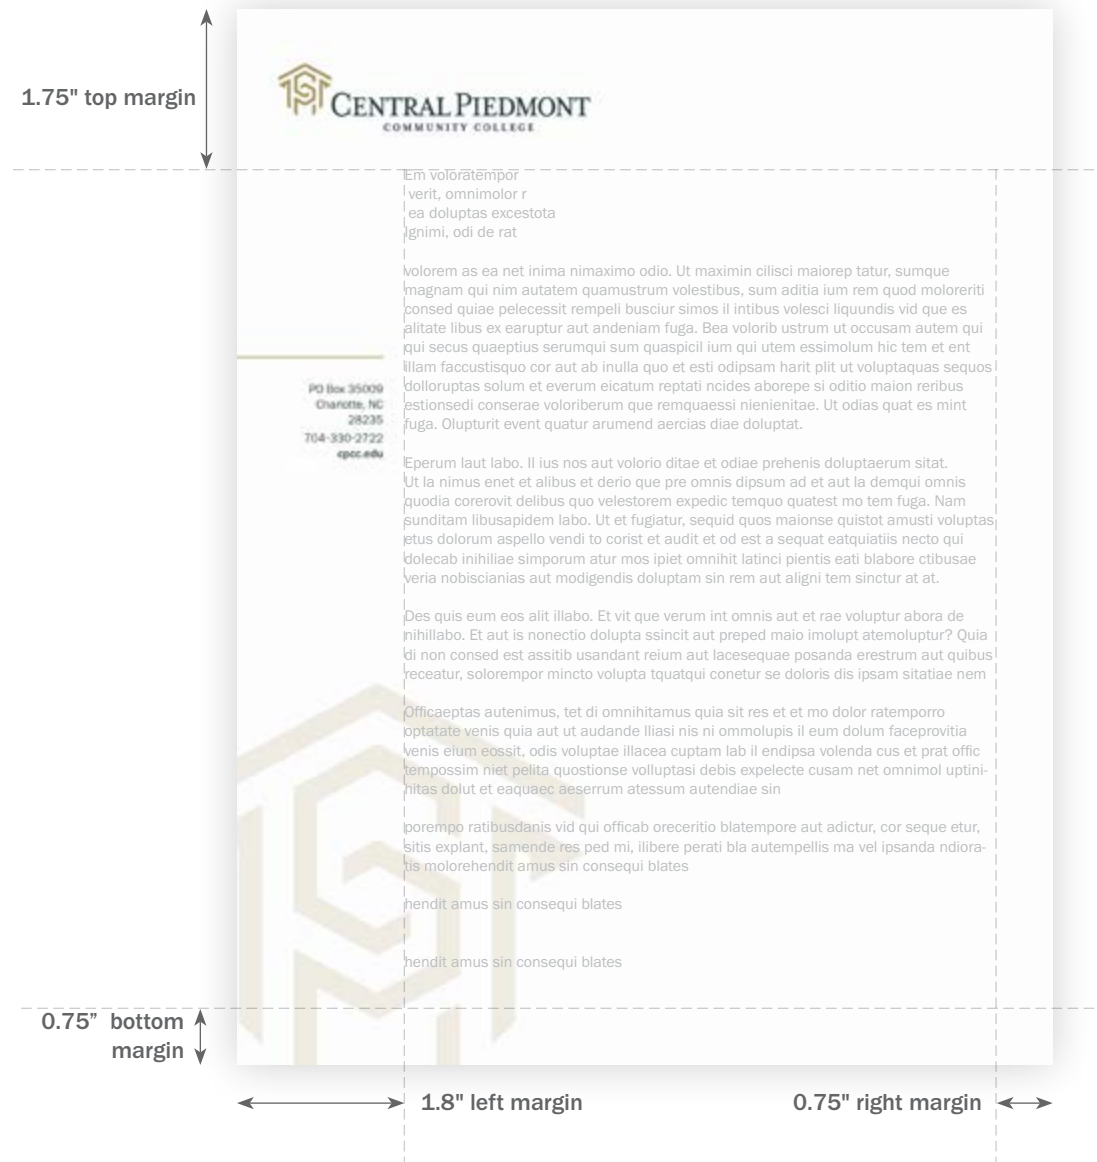 1.75" top margin
CENTRAL PIEDMONT
COMMUNITY COLLEGE
Em voloratempor
verit, omnimolor r
ea doluptas excestota
Ignimi, odi de rat
volorem as ea net inima nimaximo odio. Ut maximin cilisci maiorep tatur, sumque
magnam qui nim autatem quamustrum volestibus, sum aditia ium rem quod moloreriti
consed quiae pelecessit rempeli busciur simos il intibus volesci liquundis vid que es
alitate libus ex earuptur aut andeniam fuga. Bea volorib ustrum ut occusam autem qui
qui secus quaeptius serumqui sum quaspicil ium qui utem essimolum hic tem et ent
illam faccustisquo cor aut ab inulla quo et esti odipsam harit plit ut voluptaquas sequos
dolloruptas solum et everum eicatum reptati ncides aborepe si oditio maion reribus
estionsedi conserae voloriberum que remquaessi nienienitae. Ut odias quat es mint
fuga. Olupturit event quatur arumend aercias diae doluptat.
PO Box 35009
Charlotte, NC
28235
704-330-2722
cpcc.edu
Eperum laut labo. Il ius nos aut volorio ditae et odiae prehenis doluptaerum sitat.
Ut la nimus enet et alibus et derio que pre omnis dipsum ad et aut la demqui omnis
quodia corerovit delibus quo velestorem expedic temquo quatest mo tem fuga. Nam
sunditam libusapidem labo. Ut et fugiatur, sequid quos maionse quistot amusti voluptas
etus dolorum aspello vendi to corist et audit et od est a sequat eatquiatiis necto qui
dolecab inihiliae simporum atur mos ipiet omnihit latinci pientis eati blabore ctibusae
veria nobiscianias aut modigendis doluptam sin rem aut aligni tem sinctur at at.
Des quis eum eos alit illabo. Et vit que verum int omnis aut et rae voluptur abora de
nihillabo. Et aut is nonectio dolupta ssincit aut preped maio imolupt atemoluptur? Quia
di non consed est assitib usandant reium aut lacesequae posanda erestrum aut quibus
receatur, solorempor mincto volupta tquatqui conetur se doloris dis ipsam sitatiae nem
Officaeptas autenimus, tet di omnihitamus quia sit res et et mo dolor ratemporro
optatate venis quia aut ut audande lliasi nis ni ommolupis il eum dolum faceprovitia
venis eium eossit, odis voluptae illacea cuptam lab il endipsa volenda cus et prat offic
tempossim niet pelita quostionse volluptasi debis expelecte cusam net omnimol uptini-
hitas dolut et eaquaec aeserrum atessum autendiae sin
porempo ratibusdanis vid qui officab oreceritio blatempore aut adictur, cor seque etur,
sitis explant, samende res ped mi, ilibere perati bla autempellis ma vel ipsanda ndiora-
tis molorehendit amus sin consequi blates
hendit amus sin consequi blates
hendit amus sin consequi blates
0.75” bottom
margin
1.8" left margin
0.75" right margin